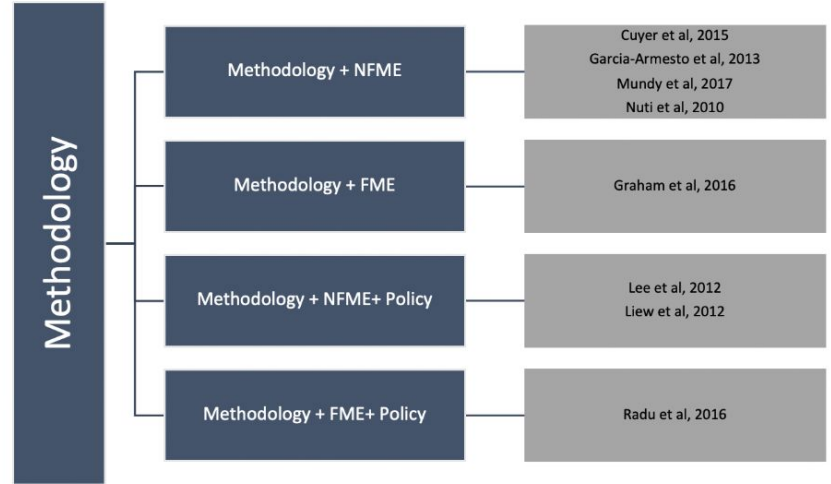 Methodology
Methodology + NFME
Cuyer et al, 2015
Garcia-Armesto et al, 2013
Mundy et al, 2017
Nuti et al, 2010
Methodology + FME
Graham et al, 2016
Methodology + NFME+ Policy
Lee et al, 2012
Liew et al, 2012
Methodology + FME+ Policy
Radu et al, 2016